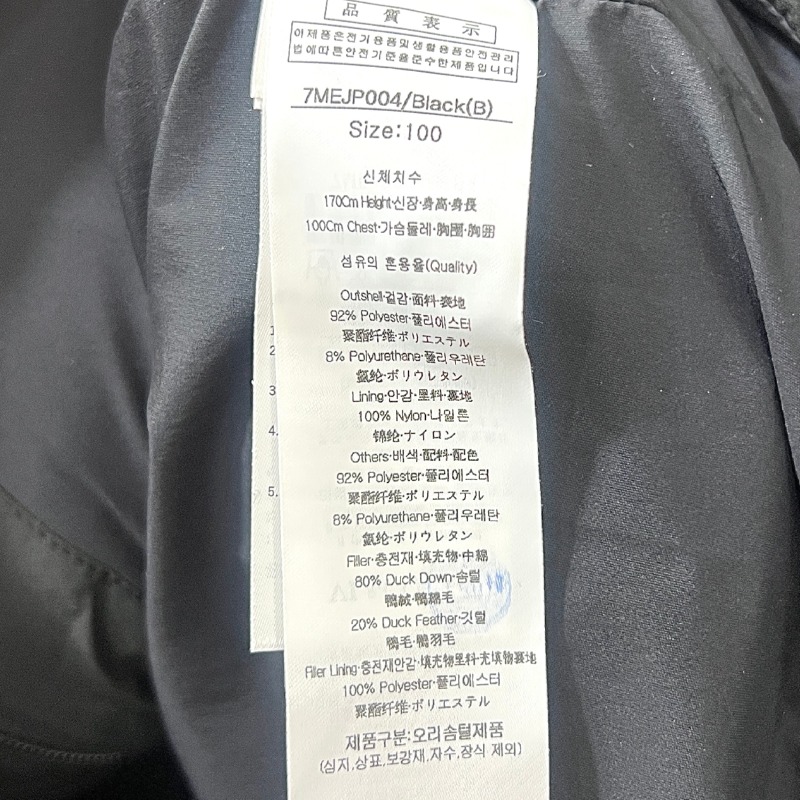 品質表示
이제품은전기용품및생활용품안전관리
법에따른안전기준을준수한제품입니다
7MEJP004/Black(B)
Size:100
신체치수
170Cm Height·신장·身高·身長
100Cm Chest·가슴둘레·胸圍·胸囲
섬유의 혼용율(Quality)
Outshell·겉감·面料·表地
92% Polyester·폴리에스터
聚酯纤维·ポリエステル
8% Polyurethane·폴리우레탄
氨纶·ポリウレタン
Lining·안감·里料·裏地
100% Nylon·나일론
锦纶·ナイロン
Others·배색·配料·配色
92% Polyester·폴리에스터
聚酯纤维·ポリエステル
8% Polyurethane·폴리우레탄
氨纶·ポリウレタン
Filler·충전재·填充物·中綿
80% Duck Down·솜털
鸭绒·鴨綿毛
20% Duck Feather·깃털
鸭毛·鴨羽毛
Filler Lining·충전재안감·填充物里料·充填物裏地
100% Polyester·폴리에스터
聚酯纤维·ポリエステル
제품구분:오리솜털제품
(심지,상표,보강재,자수,장식 제외)
1
2
3
4.
5.